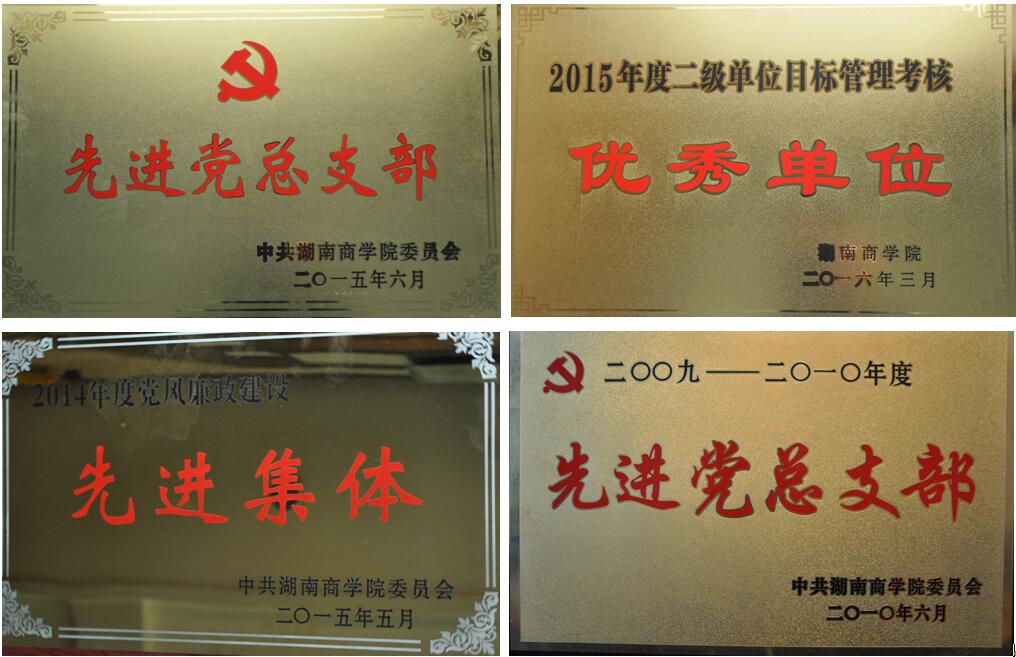 先进党总支部
中共湖南商学院委员会
二〇一五年六月
2015年度二级单位目标管理考核
优秀单位
湖南商学院
二〇一六年三月
2014年度党风廉政建设
先进集体
中共湖南商学院委员会
二〇一五年五月
二〇〇九——二〇一〇年度
先进党总支部
中共湖南商学院委员会
二〇一〇年六月